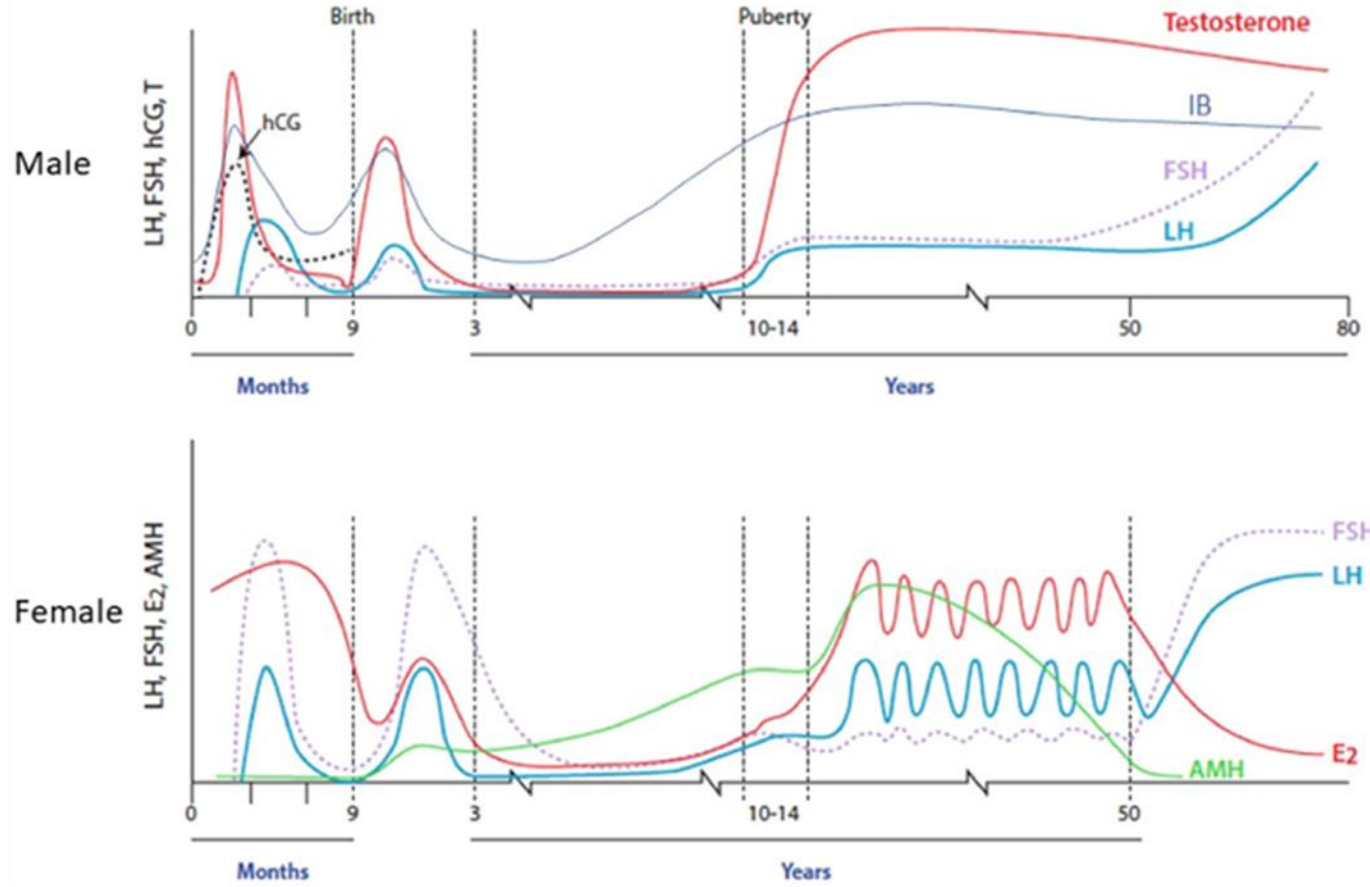 Birth
Puberty
Testosterone
LH, FSH, hCG, T
hCG
IB
Male
FSH
LH
0
9
3
10-14
50
80
Months
Years
Female
LH, FSH, E2, AMH
FSH
LH
E2
AMH
0
9
3
10-14
50
Months
Years